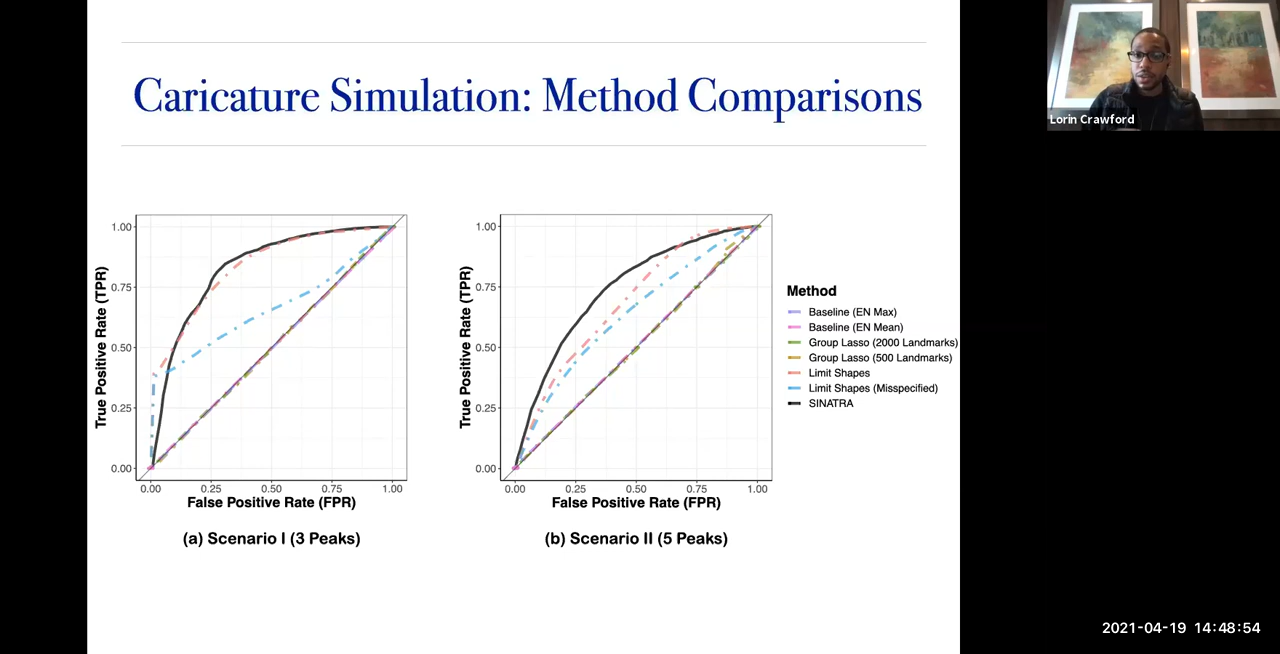 Caricature Simulation: Method Comparisons
Lorin Crawford
1.00
0.75
0.50
0.25
0.00
True Positive Rate (TPR)
0.00 0.25 0.50 0.75 1.00
False Positive Rate (FPR)
(a) Scenario I (3 Peaks)
1.00
0.75
0.50
0.25
0.00
True Positive Rate (TPR)
0.00 0.25 0.50 0.75 1.00
False Positive Rate (FPR)
(b) Scenario II (5 Peaks)
Method
Baseline (EN Max)
Baseline (EN Mean)
Group Lasso (2000 Landmarks)
Group Lasso (500 Landmarks)
Limit Shapes
Limit Shapes (Misspecified)
SINATRA
2021-04-19 14:48:54